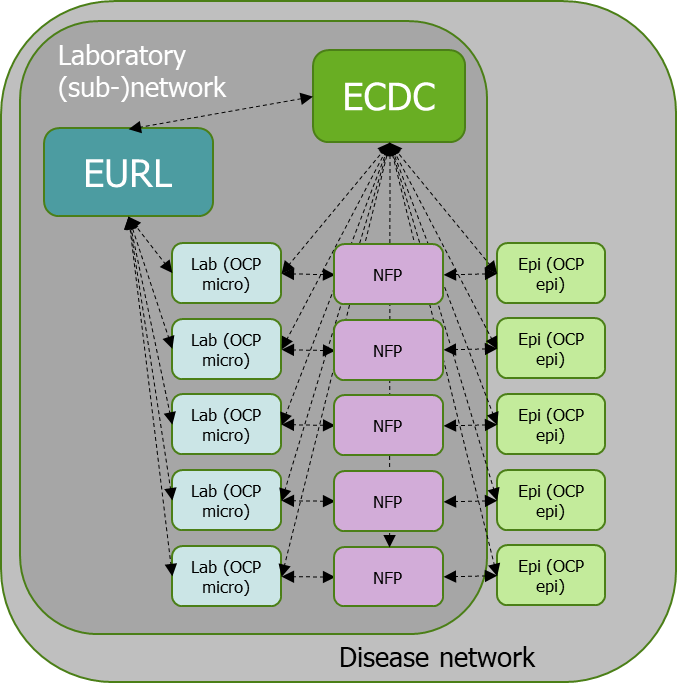 Laboratory
(sub-)network
ECDC
EURL
Lab (OCP
micro)
NFP
Epi (OCP
epi)
Lab (OCP
micro)
NFP
Epi (OCP
epi)
Lab (OCP
micro)
NFP
Epi (OCP
epi)
Lab (OCP
micro)
NFP
Epi (OCP
epi)
Lab (OCP
micro)
NFP
Epi (OCP
epi)
Disease network